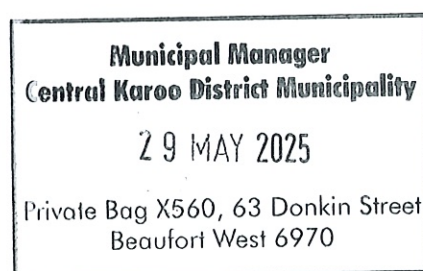 Municipal Manager
Central Karoo District Municipality
29 MAY 2025
Private Bag X560, 63 Donkin Street
Beaufort West 6970